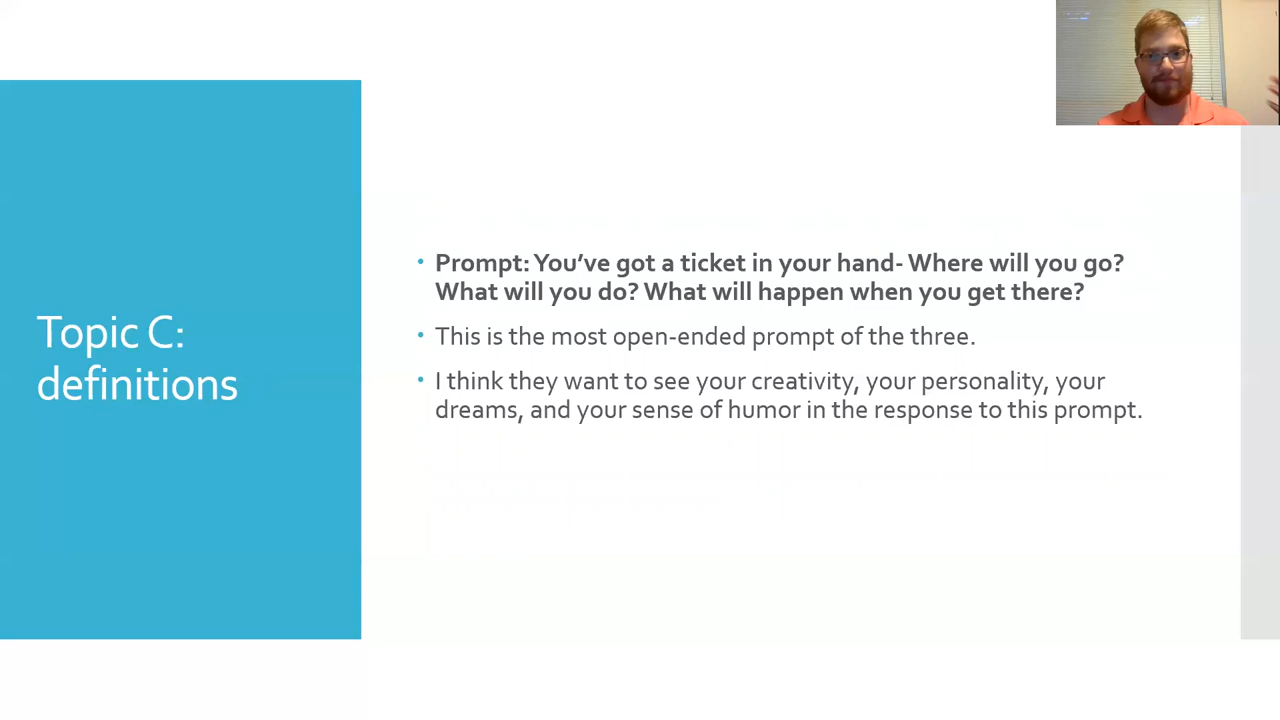 Topic C:
definitions
• Prompt: You’ve got a ticket in your hand- Where will you go?
What will you do? What will happen when you get there?
• This is the most open-ended prompt of the three.
• I think they want to see your creativity, your personality, your
dreams, and your sense of humor in the response to this prompt.